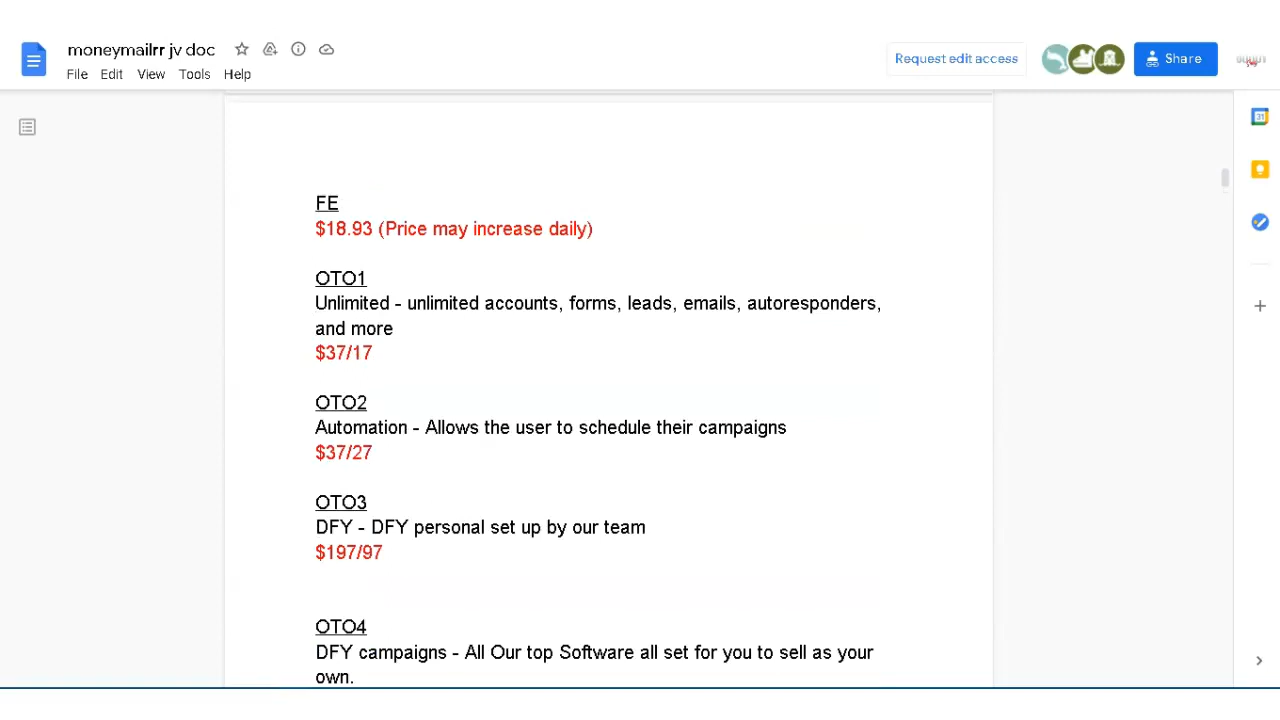 moneymailrr jv doc
File Edit View Tools Help
Request edit access
Share
31
FE
$18.93 (Price may increase daily)
OTO1
Unlimited - unlimited accounts, forms, leads, emails, autoresponders,
and more
$37/17
OTO2
Automation - Allows the user to schedule their campaigns
$37/27
OTO3
DFY - DFY personal set up by our team
$197/97
OTO4
DFY campaigns - All Our top Software all set for you to sell as your
own.